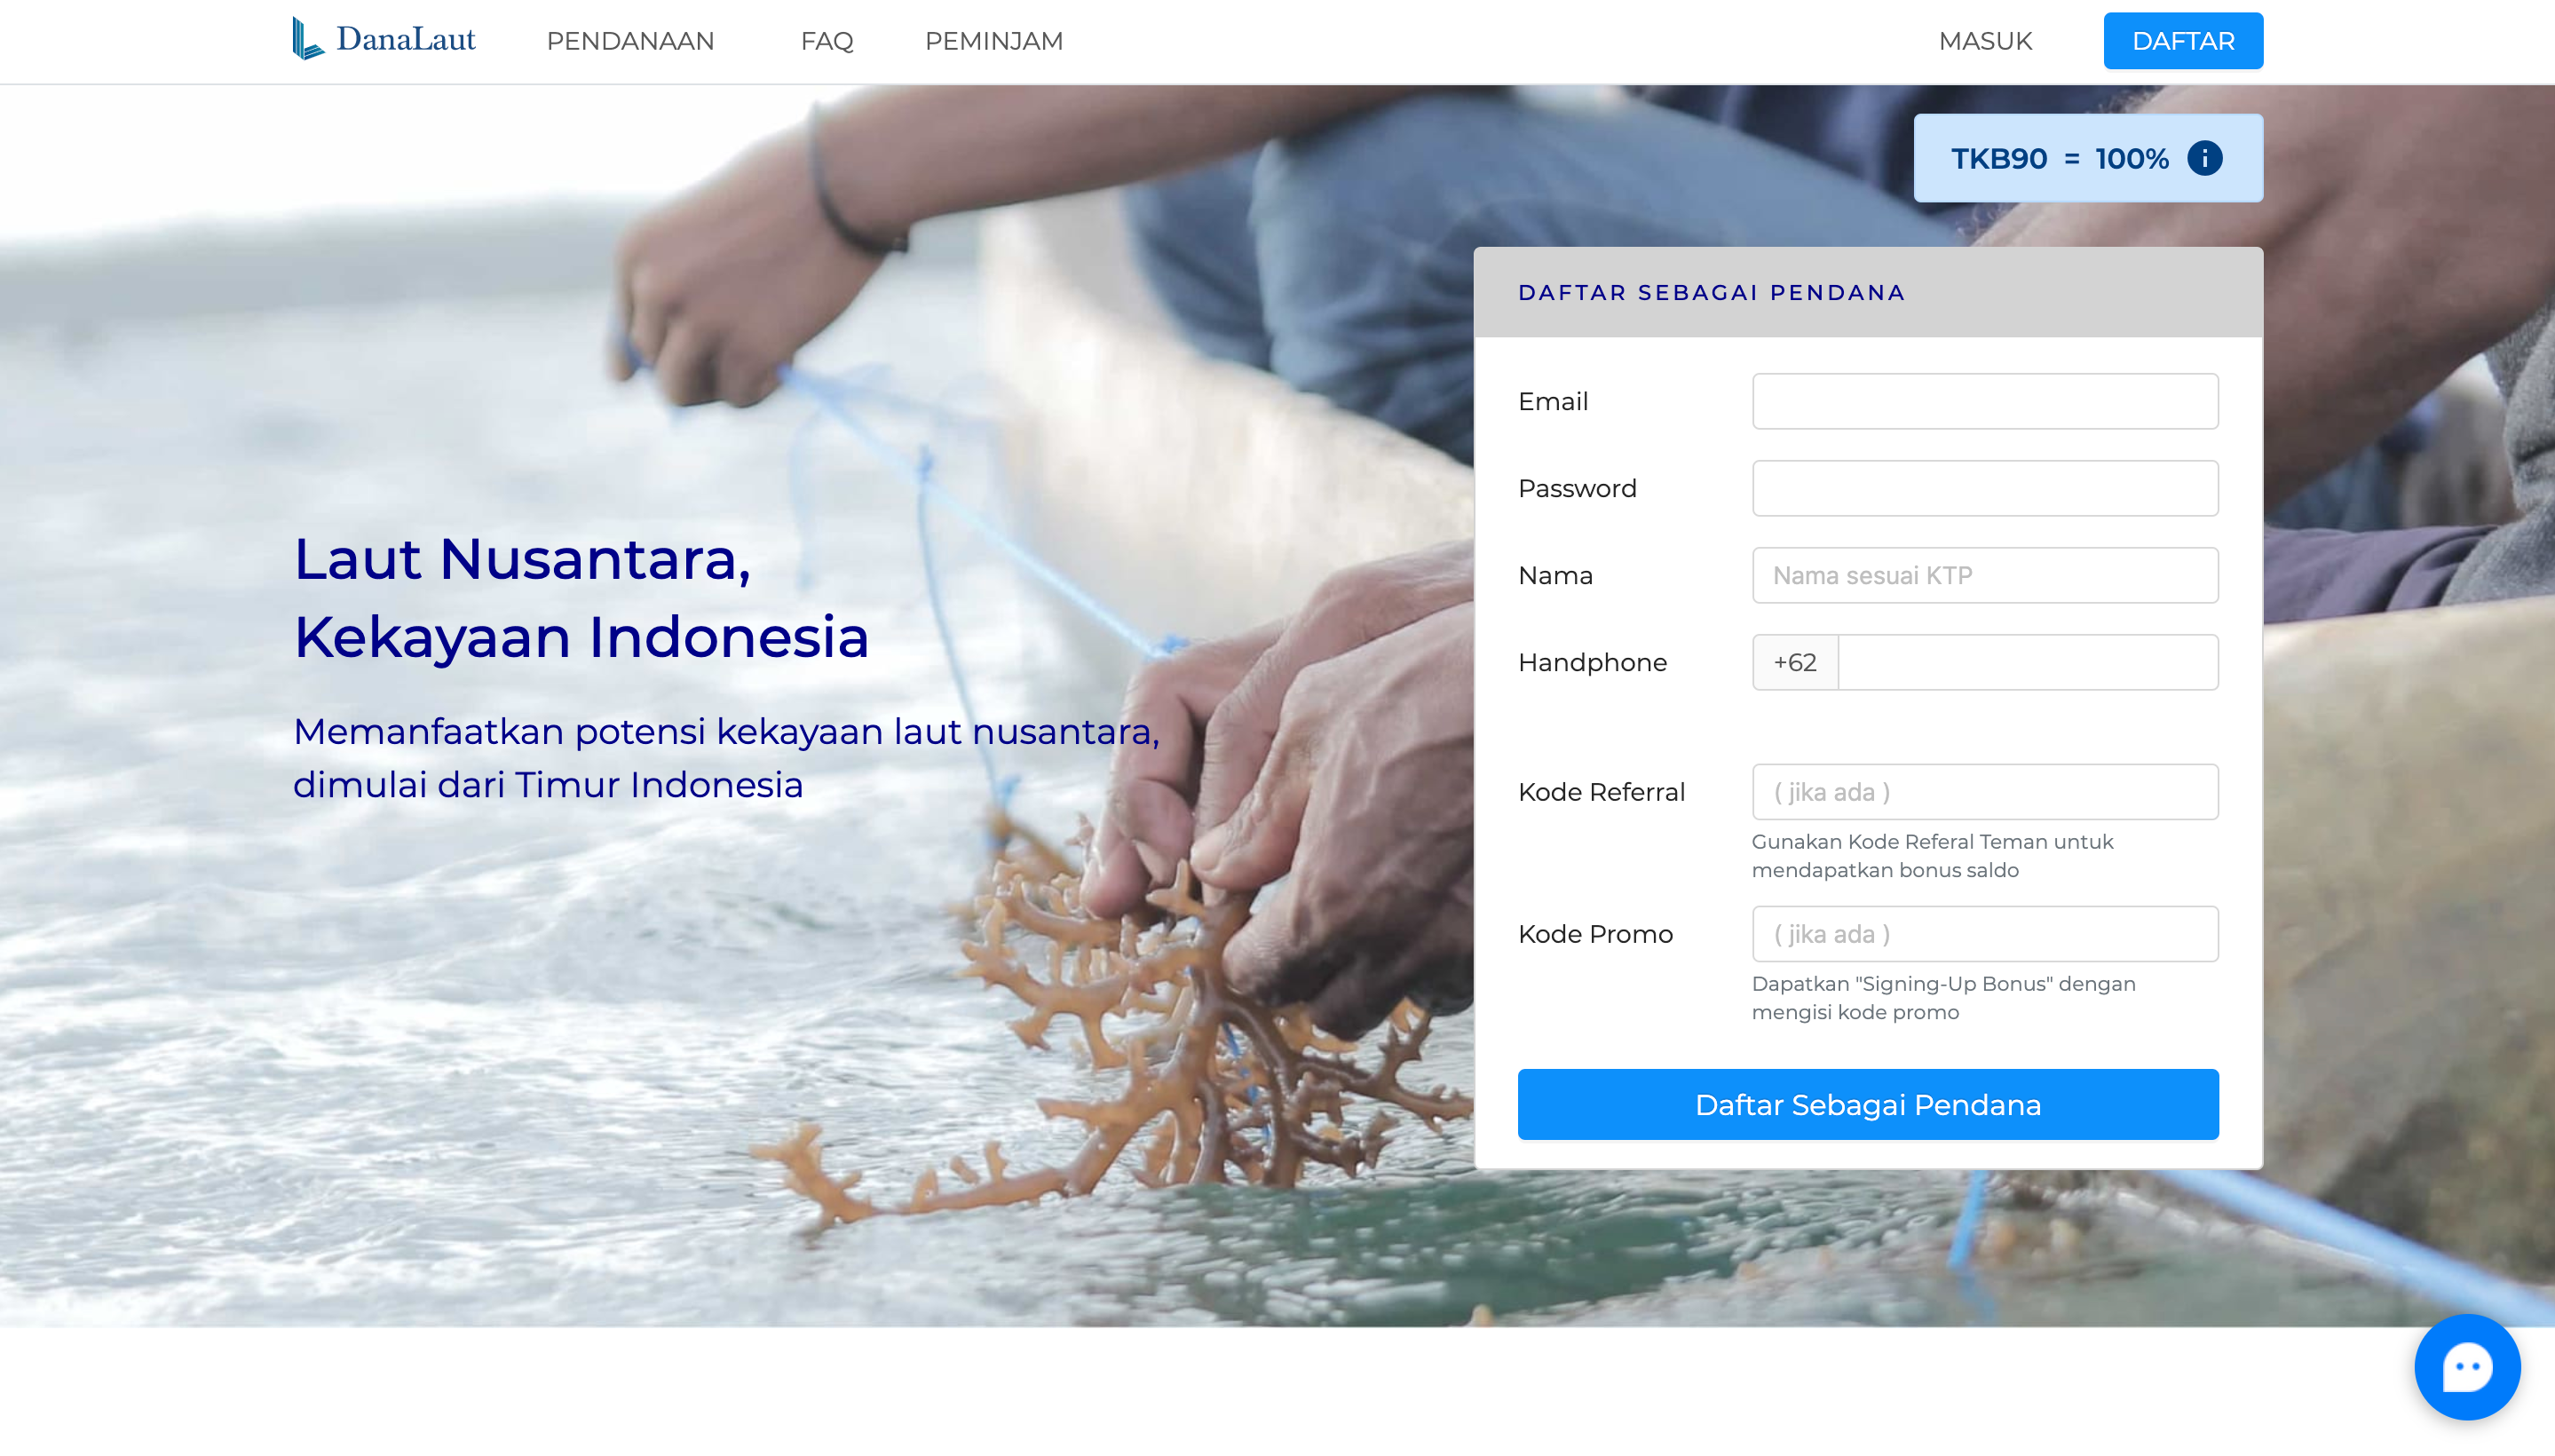 DanaLaut
PENDANAAN
FAQ
PEMINJAM
MASUK
DAFTAR
TKB90 = 100%
Laut Nusantara,
Kekayaan Indonesia
Memanfaatkan potensi kekayaan laut nusantara,
dimulai dari Timur Indonesia
DAFTAR SEBAGAI PENDANA
Email
Password
Nama
Nama sesuai KTP
Handphone
+62
Kode Referral
( jika ada )
Gunakan Kode Referal Teman untuk
mendapatkan bonus saldo
Kode Promo
( jika ada )
Dapatkan "Signing-Up Bonus" dengan
mengisi kode promo
Daftar Sebagai Pendana